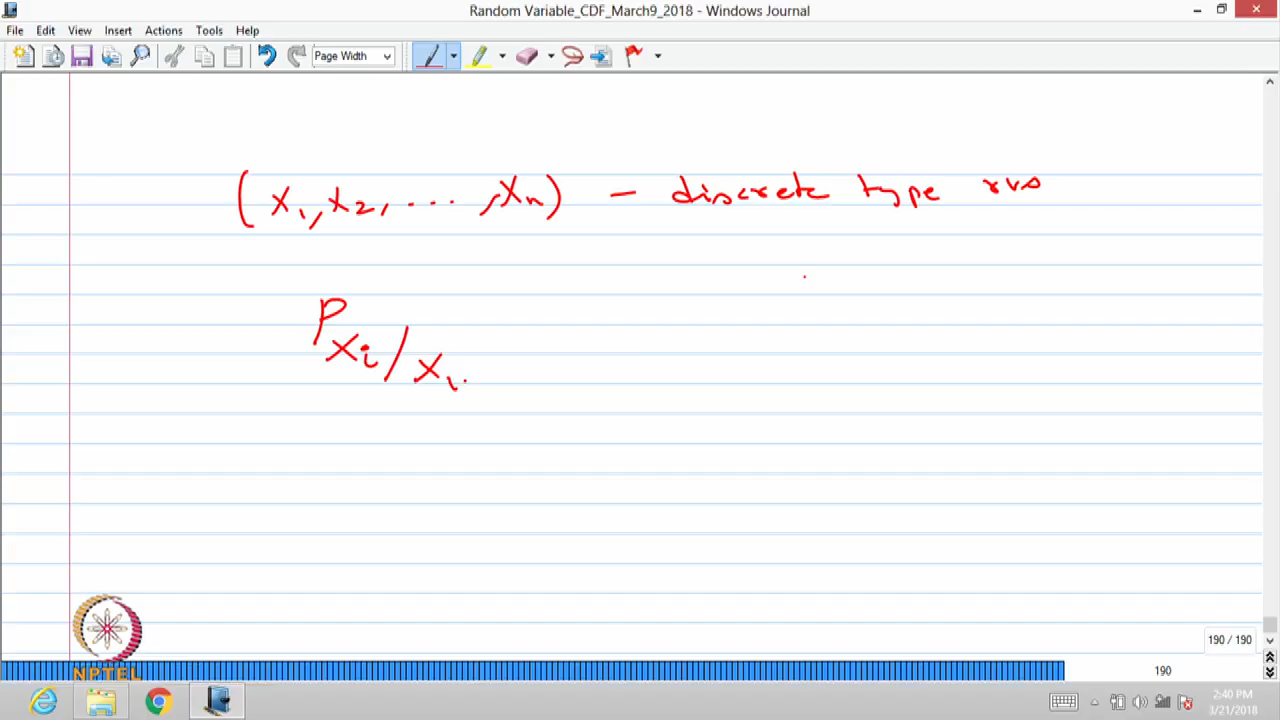 Random Variable_CDF_March9_2018 - Windows Journal
File Edit View Insert Actions Tools Help
Page Width
(X₁, X₂, ..., Xₙ) - discrete type rvs
P Xᵢ / X₁.
190 / 190
NPTEL
190
2:40 PM
3/21/2018